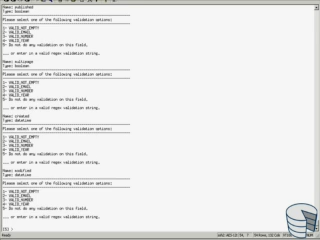 Name: published
Type: boolean
Please select one of the following validation options:
1- VALID_NOT_EMPTY
2- VALID_EMAIL
3- VALID_NUMBER
4- VALID_YEAR
5- Do not do any validation on this field.
... or enter in a valid regex validation string.
Name: multipage
Type: boolean
Please select one of the following validation options:
1- VALID_NOT_EMPTY
2- VALID_EMAIL
3- VALID_NUMBER
4- VALID_YEAR
5- Do not do any validation on this field.
... or enter in a valid regex validation string.
Name: created
Type: datetime
Please select one of the following validation options:
1- VALID_NOT_EMPTY
2- VALID_EMAIL
3- VALID_NUMBER
4- VALID_YEAR
5- Do not do any validation on this field.
... or enter in a valid regex validation string.
Name: modified
Type: datetime
Please select one of the following validation options:
1- VALID_NOT_EMPTY
2- VALID_EMAIL
3- VALID_NUMBER
4- VALID_YEAR
5- Do not do any validation on this field.
... or enter in a valid regex validation string.
[5] >
Ready